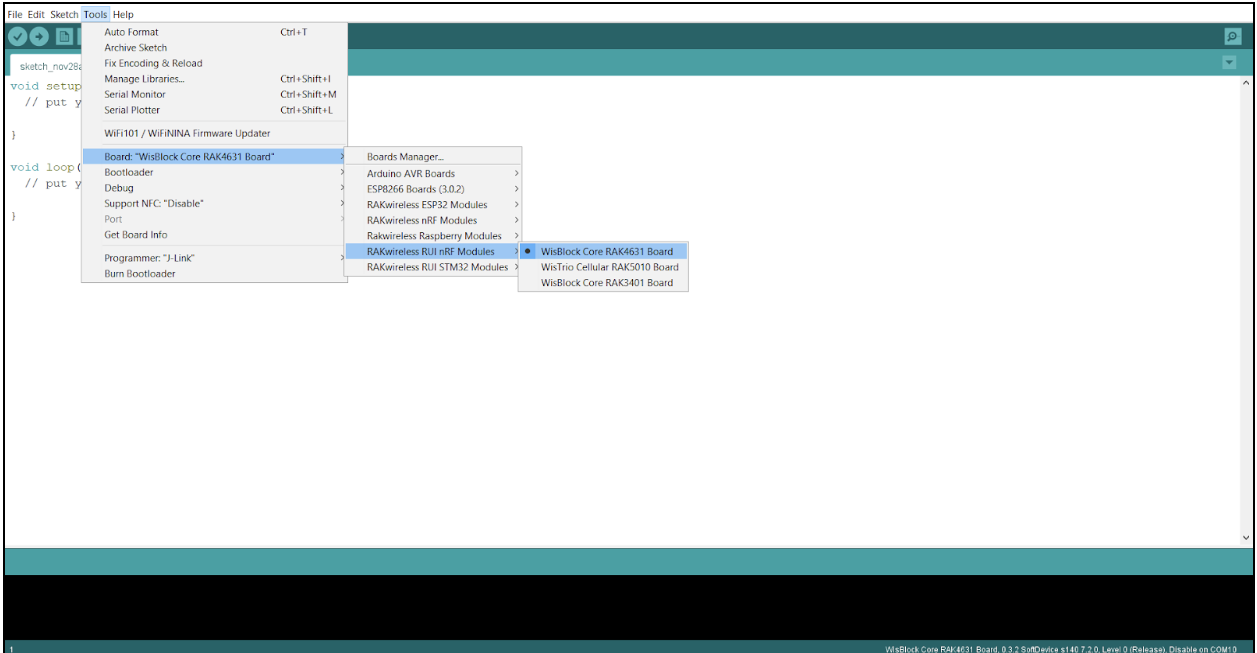 File Edit Sketch Tools Help
sketch_nov28a
void setup
// put y
}
void loop(
// put y
}
Auto Format Ctrl+T
Archive Sketch
Fix Encoding & Reload
Manage Libraries... Ctrl+Shift+I
Serial Monitor Ctrl+Shift+M
Serial Plotter Ctrl+Shift+L
WiFi101 / WiFiNINA Firmware Updater
Board: "WisBlock Core RAK4631 Board"
Bootloader
Debug
Support NFC: "Disable"
Port
Get Board Info
Programmer: "J-Link"
Burn Bootloader
Boards Manager...
Arduino AVR Boards
ESP8266 Boards (3.0.2)
RAKwireless ESP32 Modules
RAKwireless nRF Modules
Rakwireless Raspberry Modules
RAKwireless RUI nRF Modules
RAKwireless RUI STM32 Modules
WisBlock Core RAK4631 Board
WisTrio Cellular RAK5010 Board
WisBlock Core RAK3401 Board
1
WisBlock Core RAK4631 Board, 0.3.2 SoftDevice s140 7.2.0, Level 0 (Release), Disable on COM10